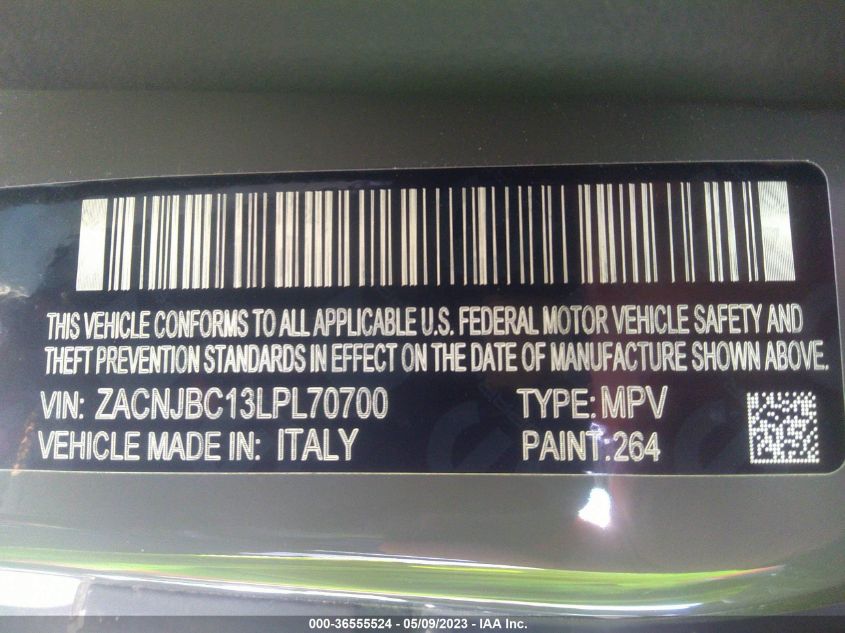 THIS VEHICLE CONFORMS TO ALL APPLICABLE U.S. FEDERAL MOTOR VEHICLE SAFETY AND
THEFT PREVENTION STANDARDS IN EFFECT ON THE DATE OF MANUFACTURE SHOWN ABOVE.
VIN: ZACNJBC13LPL70700 TYPE: MPV
VEHICLE MADE IN: ITALY PAINT: 264
000-36555524 - 05/09/2023 - IAA Inc.